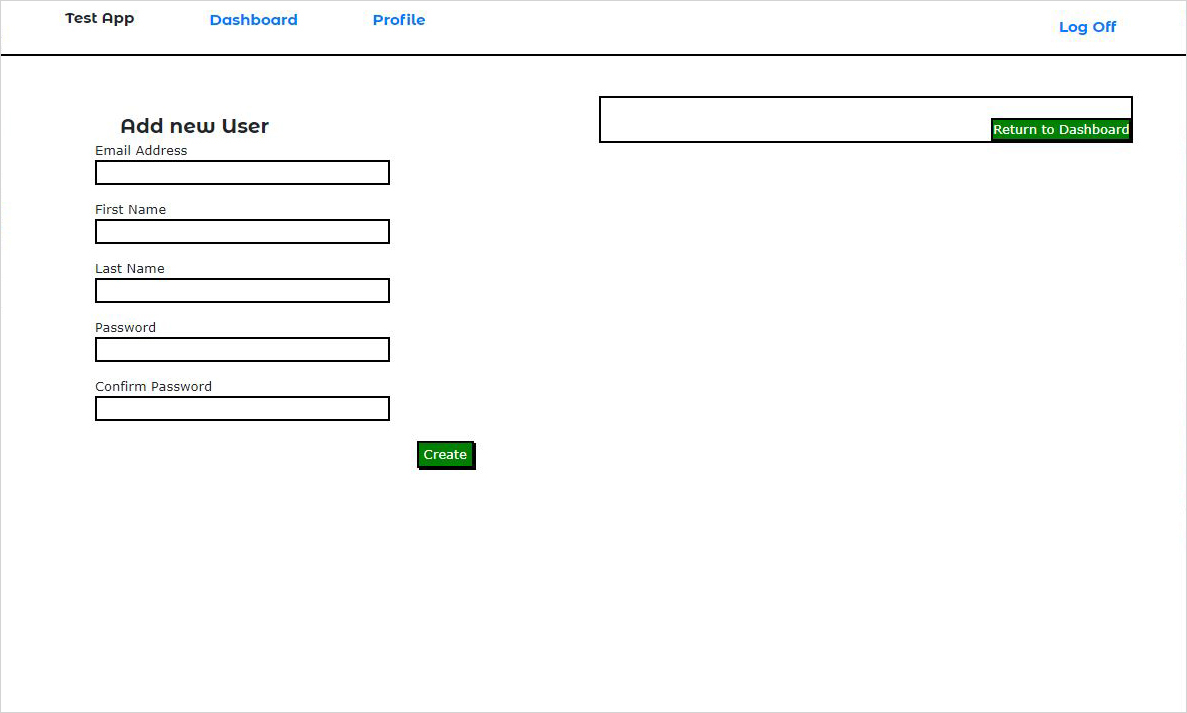 Test App
Dashboard
Profile
Log Off
Add new User
Email Address
First Name
Last Name
Password
Confirm Password
Create
Return to Dashboard